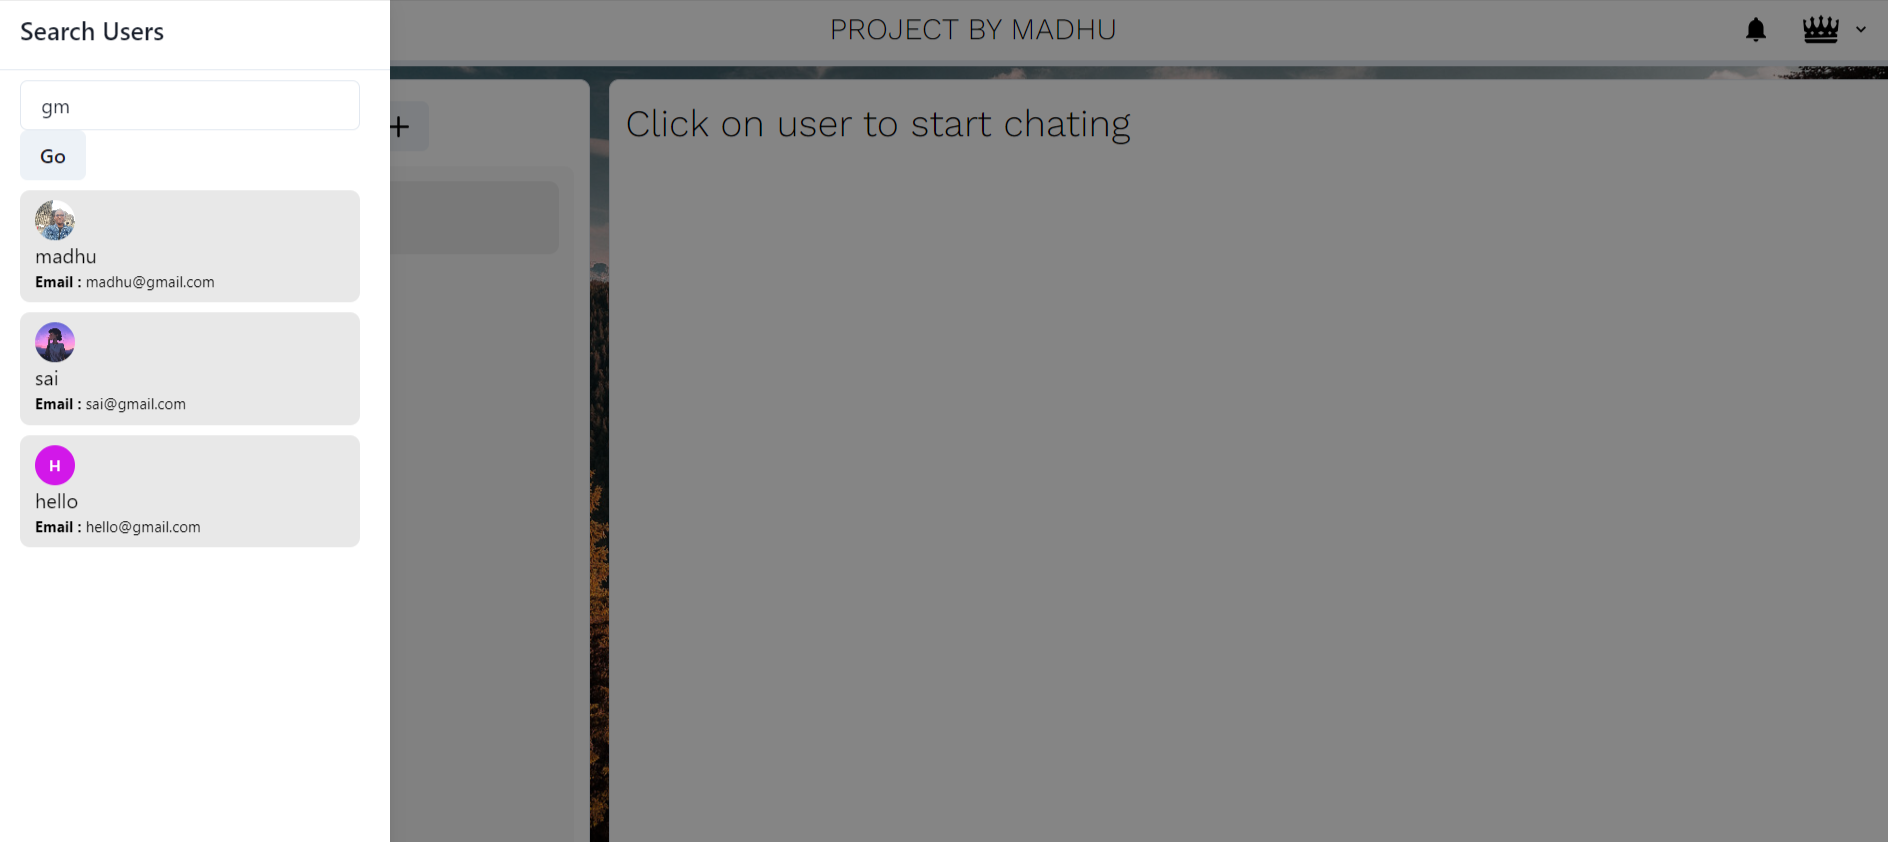 Search Users
gm
Go
madhu
Email : madhu@gmail.com
sai
Email : sai@gmail.com
H
hello
Email : hello@gmail.com
PROJECT BY MADHU
Click on user to start chating